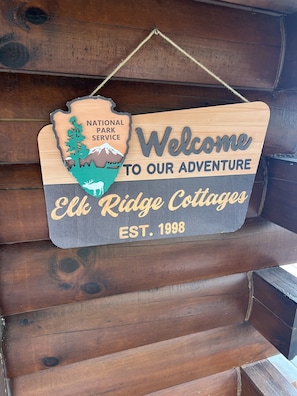 NATIONAL
PARK
SERVICE
Welcome
TO OUR ADVENTURE
Elk Ridge Cottages
EST. 1998